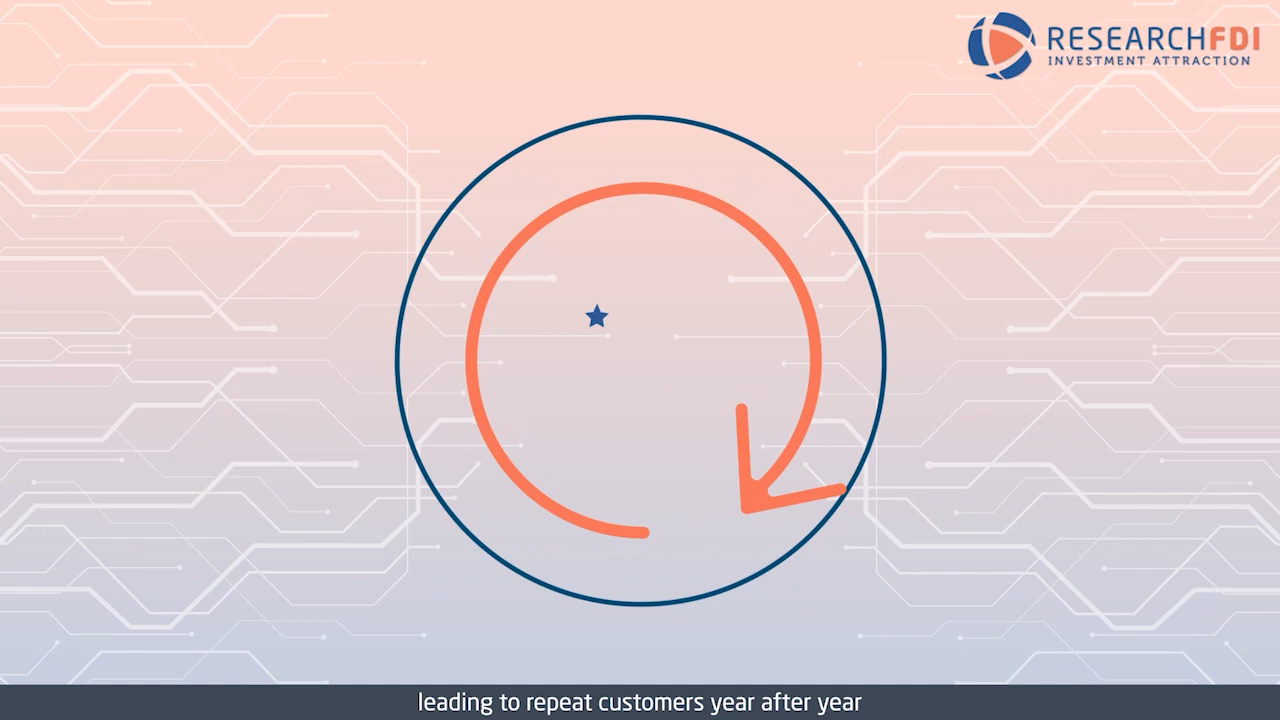 RESEARCHFDI
INVESTMENT ATTRACTION
leading to repeat customers year after year